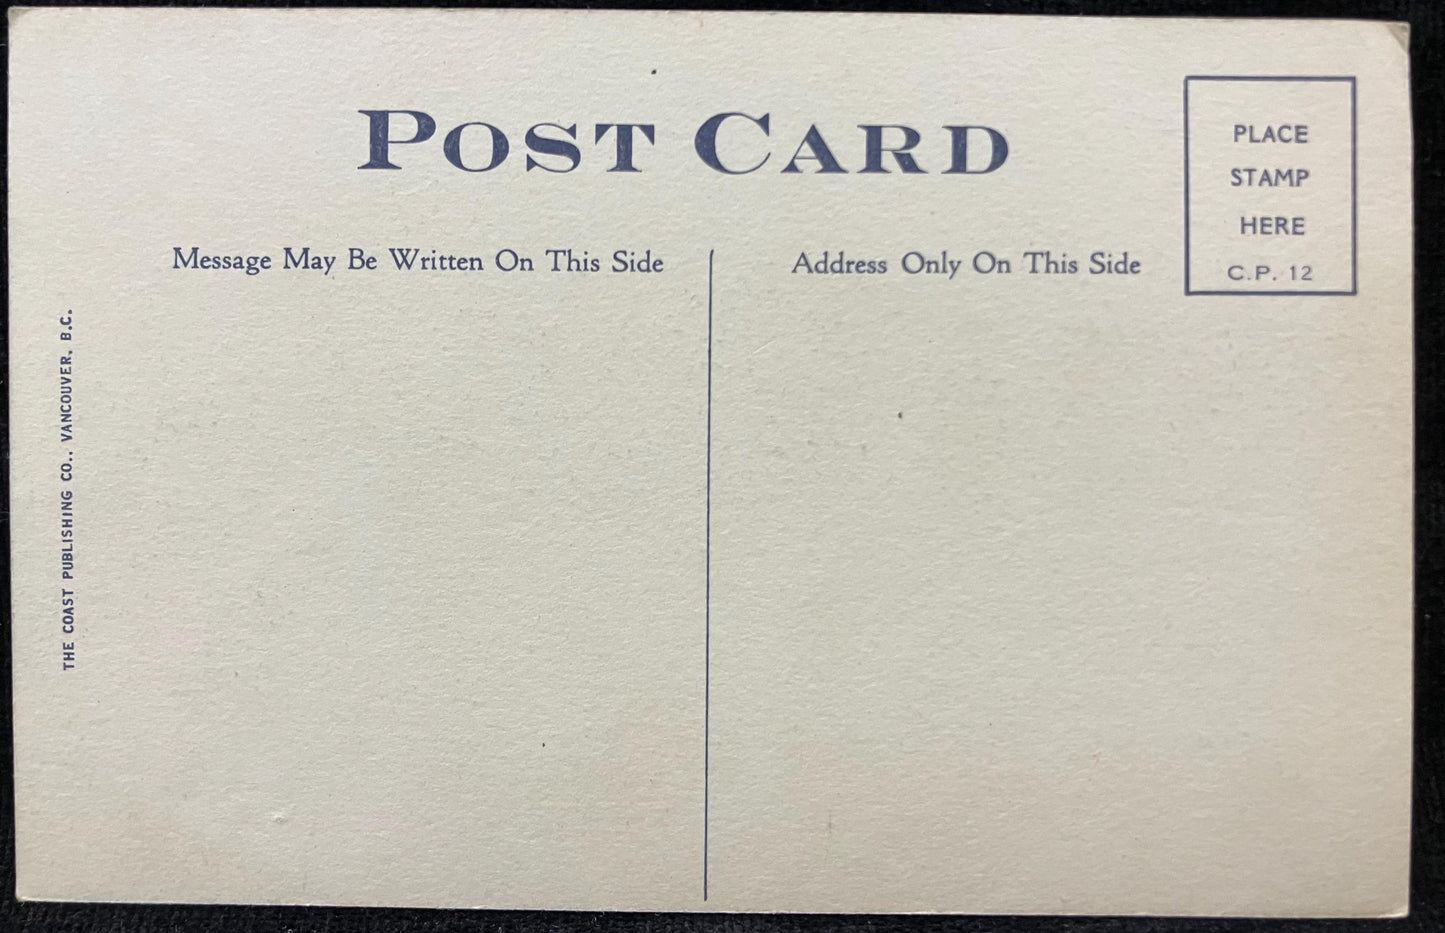 POST CARD
PLACE
STAMP
HERE
C.P. 12
Message May Be Written On This Side
Address Only On This Side
THE COAST PUBLISHING CO., VANCOUVER, B.C.